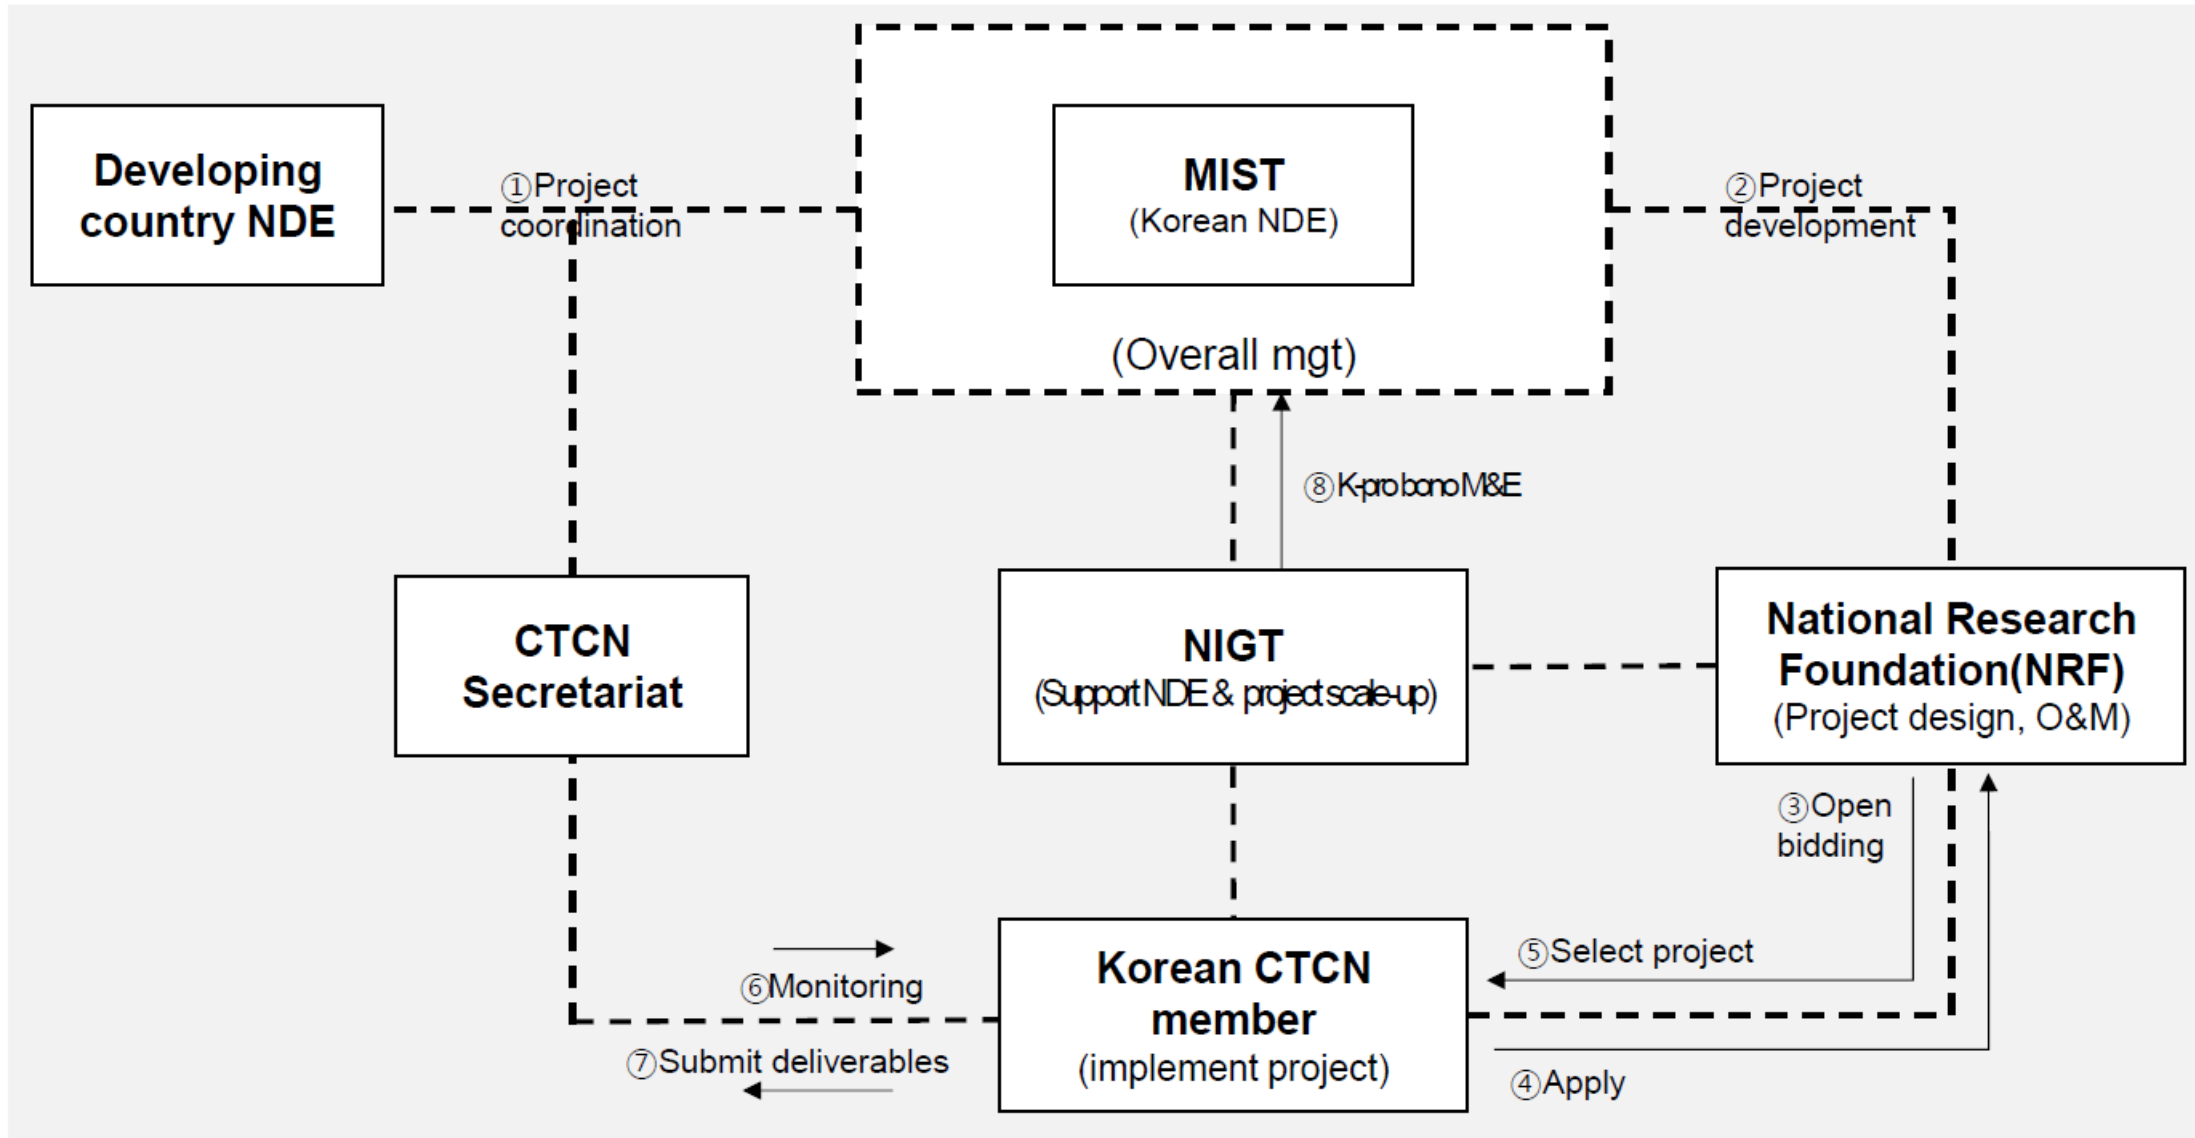 Developing
country NDE
①Project
coordination
MIST
(Korean NDE)
(Overall mgt)
②Project
development
⑧K-probono M&E
CTCN
Secretariat
NIGT
(Support NDE & project scale-up)
National Research
Foundation(NRF)
(Project design, O&M)
③Open
bidding
⑤Select project
⑥Monitoring
Korean CTCN
member
(implement project)
⑦Submit deliverables
④Apply